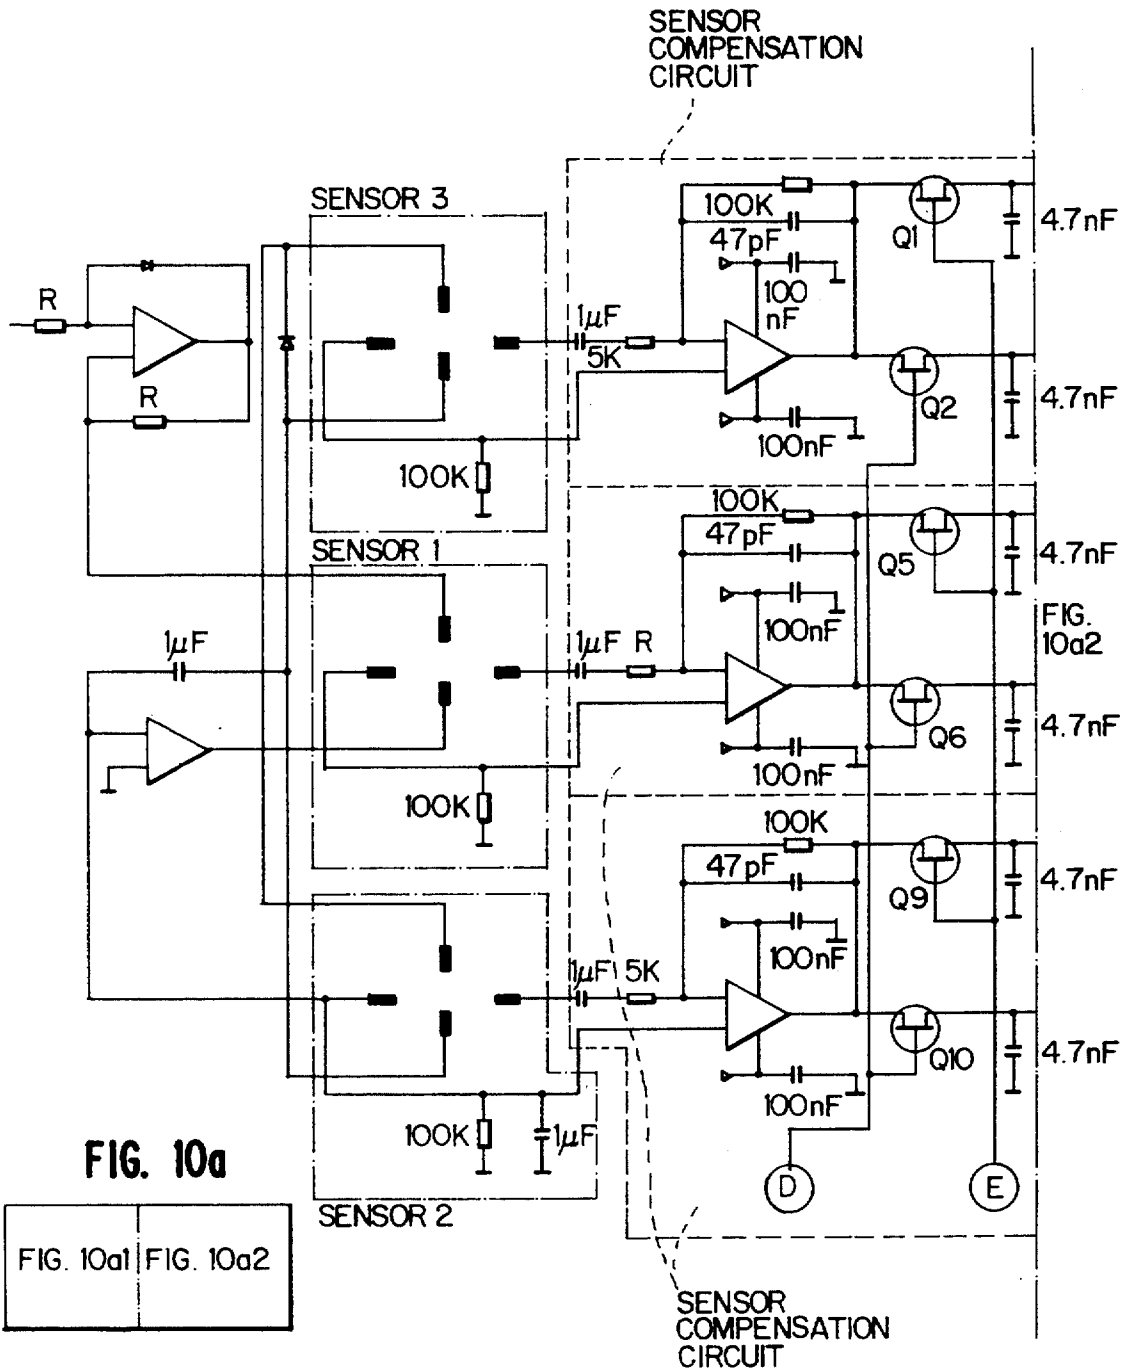 SENSOR
COMPENSATION
CIRCUIT
SENSOR 3
100K
Q1
4.7nF
47pF
R
100
nF
1µF
5K
R
Q2
4.7nF
100nF
100K
100K
SENSOR 1
47pF
Q5
4.7nF
FIG.
10a2
100nF
1µF
1µF R
Q6
4.7nF
100nF
100K
100K
47pF
Q9
4.7nF
100nF
1µF 5K
Q10
4.7nF
100nF
100K
1µF
FIG. 10a
D
E
SENSOR 2
FIG. 10a1 FIG. 10a2
SENSOR
COMPENSATION
CIRCUIT